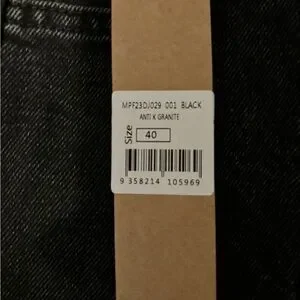 MPF23DJ029 001 BLACK
ANTI K GRANITE
Size
40
9 358214 105969